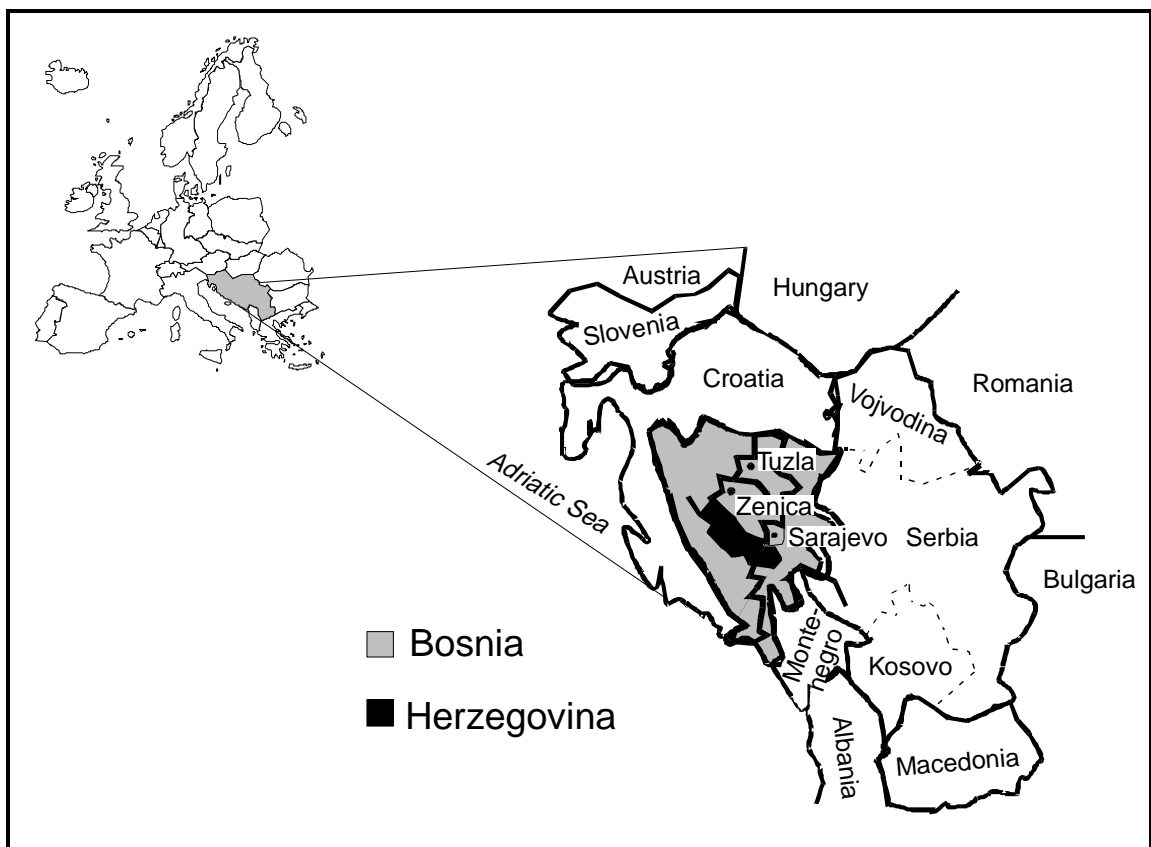 Austria
Hungary
Slovenia
Croatia
Romania
Vojvodina
Adriatic Sea
Tuzla
Zenica
Sarajevo
Serbia
Bulgaria
Bosnia
Monte-
negro
Kosovo
Herzegovina
Albania
Macedonia